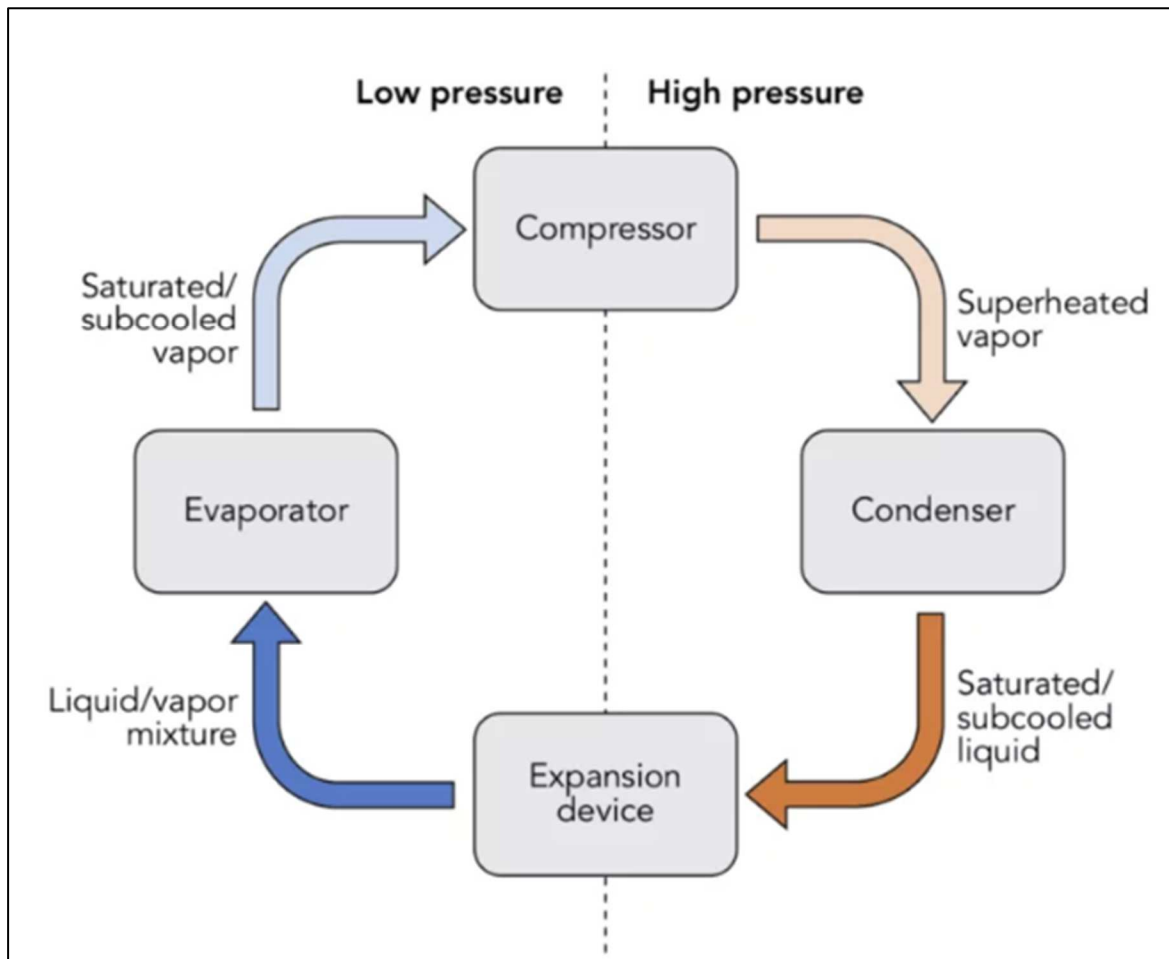 Low pressure
High pressure
Compressor
Saturated/
subcooled
vapor
Superheated
vapor
Evaporator
Condenser
Liquid/vapor
mixture
Saturated/
subcooled
liquid
Expansion
device